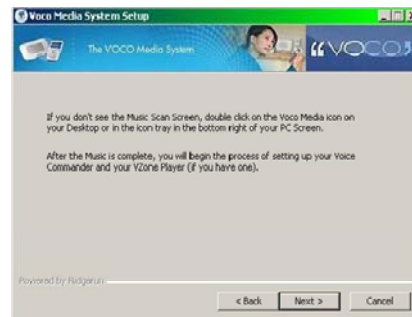 Voco Media System Setup
The VOCO Media System
“VOCO”
If you don't see the Music Scan Screen, double click on the Voco Media icon on
your Desktop or in the icon tray in the bottom right of your PC Screen.
After the Music is complete, you will begin the process of setting up your Voice
Commander and your VZone Player (if you have one).
Powered by Ridgerun
< Back
Next >
Cancel